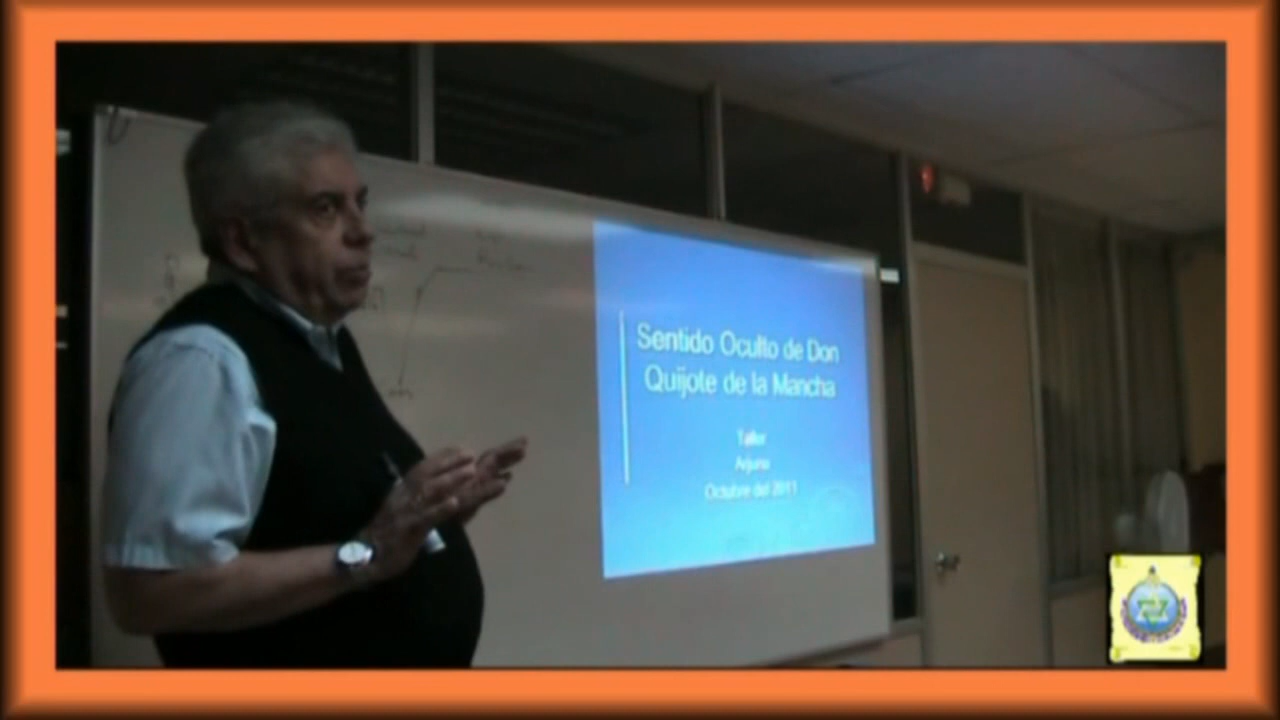 Sentido Oculto de Don
Quijote de la Mancha
Taller
Arjuna
Octubre del 2011